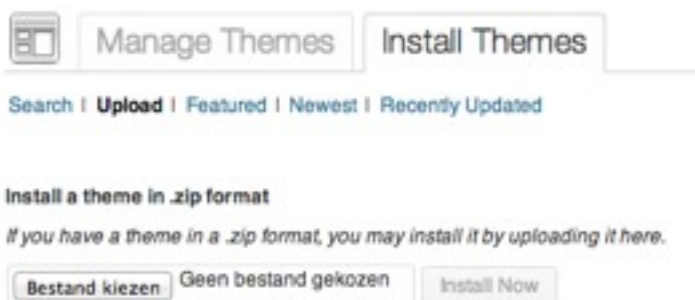 Manage Themes Install Themes
Search | Upload | Featured | Newest | Recently Updated
Install a theme in .zip format
If you have a theme in a .zip format, you may install it by uploading it here.
Bestand kiezen Geen bestand gekozen Install Now